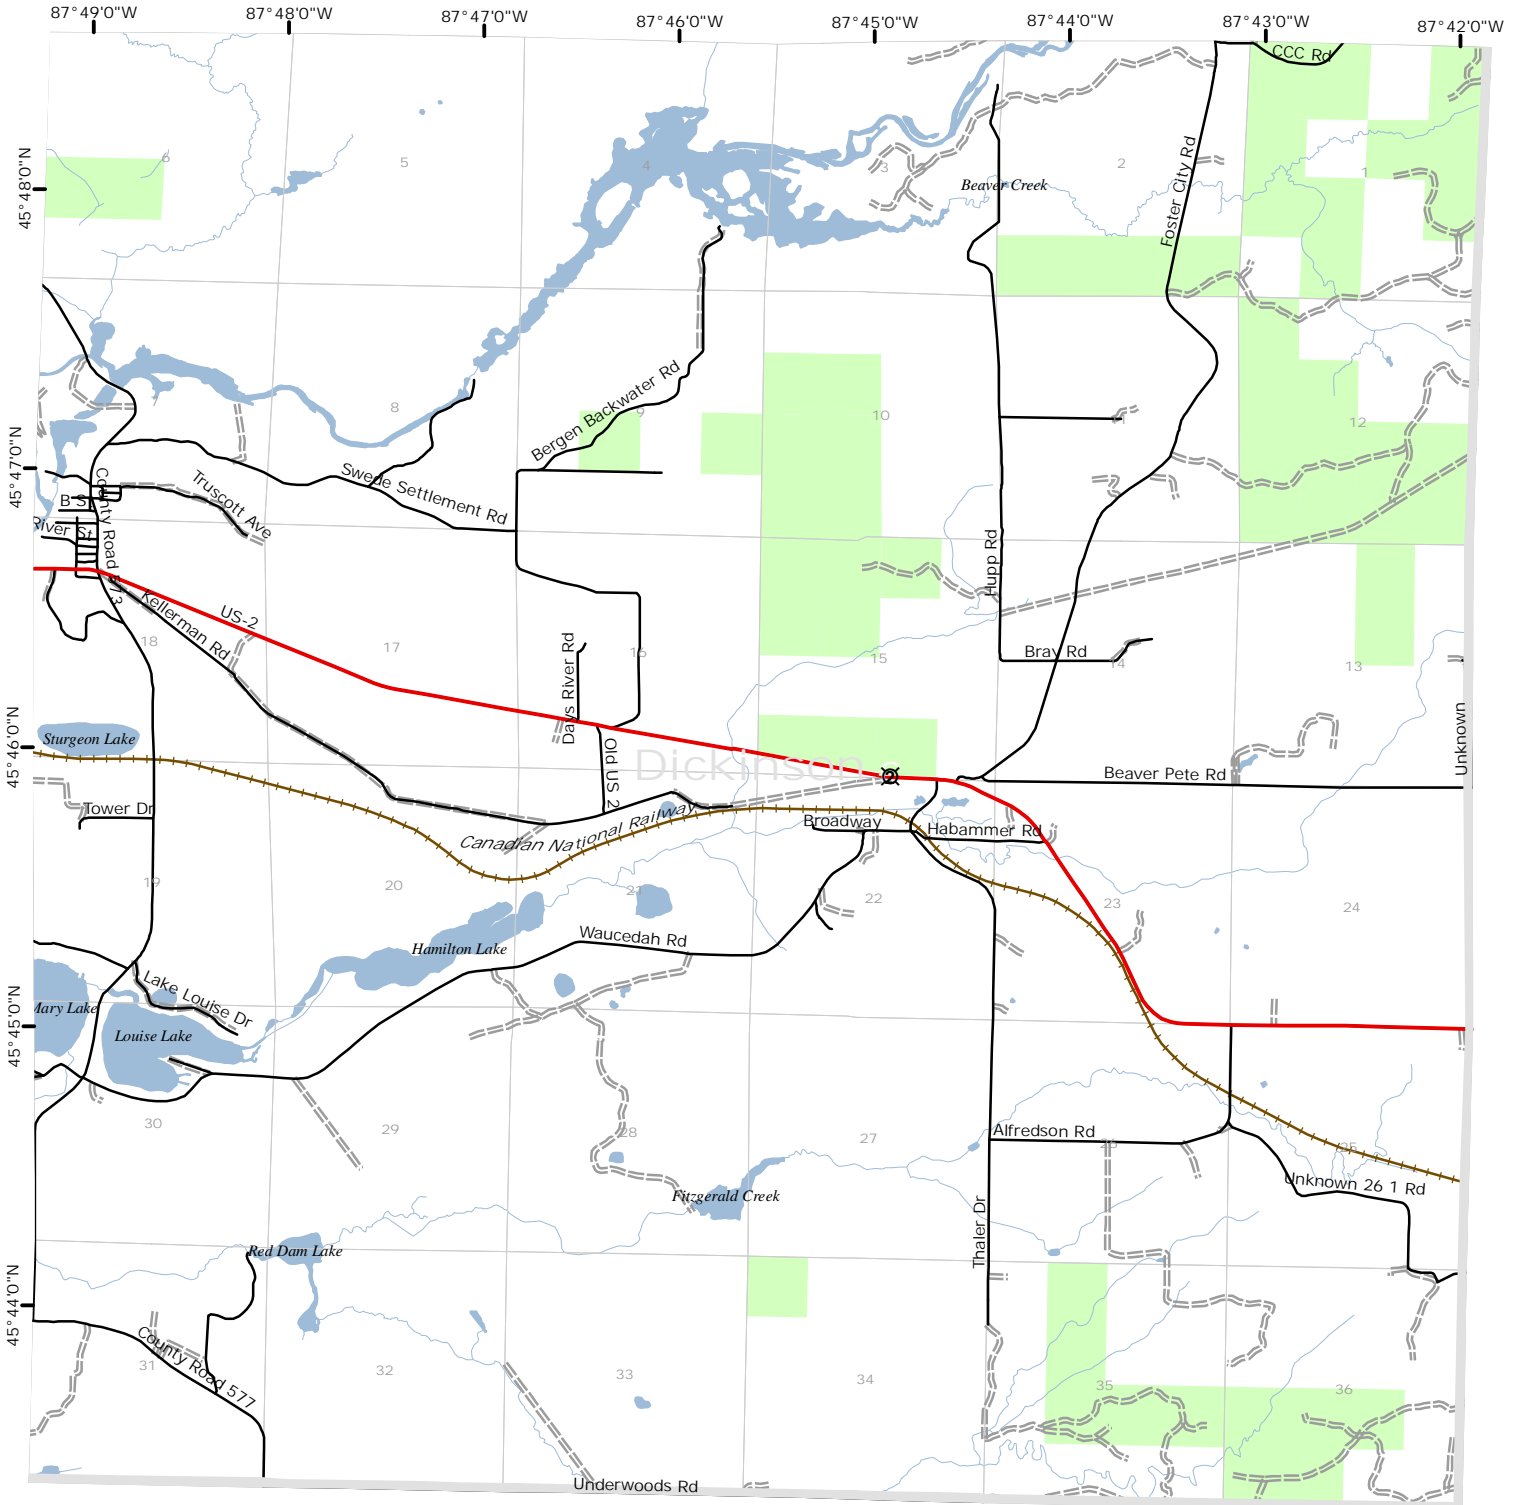 87°49'0"W 87°48'0"W 87°47'0"W 87°46'0"W 87°45'0"W 87°44'0"W 87°43'0"W 87°42'0"W
CCC Rd
6 5 4 3 2 1
45°48'0"N
Beaver Creek
Foster City Rd
7 8 9 10 12
Bergen Backwater Rd
45°47'0"N
Swede Settlement Rd
Truscott Ave
County Road 573
B St
River St
Hupp Rd
Kellerman Rd
US-2
18 17 16 15 14 13
Days River Rd
Bray Rd
45°46'0"N
Sturgeon Lake
Old US 2
Dickinson
Unknown
Beaver Pete Rd
Tower Dr
Canadian National Railway
Broadway
Habammer Rd
19 20 21 22 23 24
Waucedah Rd
Hamilton Lake
Lake Louise Dr
45°45'0"N
Mary Lake
Louise Lake
30 29 28 27 26 25
Alfredson Rd
Unknown 26 1 Rd
Fitzgerald Creek
Thaler Dr
Red Dam Lake
45°44'0"N
County Road 577
31 32 33 34 35 36
Underwoods Rd